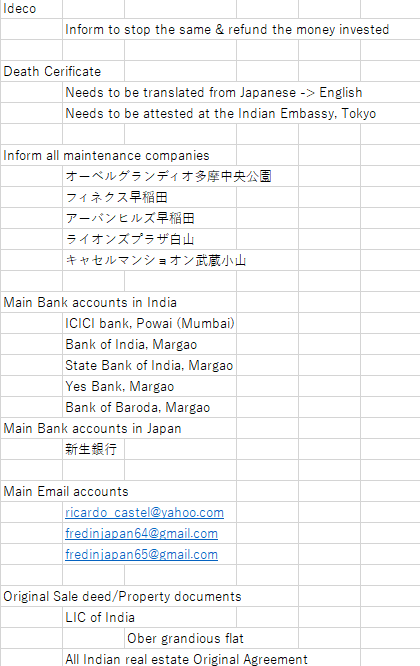 Ideco
Inform to stop the same & refund the money invested
Death Cerificate
Needs to be translated from Japanese -> English
Needs to be attested at the Indian Embassy, Tokyo
Inform all maintenance companies
オーベルグランディオ多摩中央公園
フィネクス早稲田
アーバンヒルズ早稲田
ライオンズプラザ白山
キャセルマンションオン武蔵小山
Main Bank accounts in India
ICICI bank, Powai (Mumbai)
Bank of India, Margao
State Bank of India, Margao
Yes Bank, Margao
Bank of Baroda, Margao
Main Bank accounts in Japan
新生銀行
Main Email accounts
ricardo_castel@yahoo.com
fredinjapan64@gmail.com
fredinjapan65@gmail.com
Original Sale deed/Property documents
LIC of India
Ober grandious flat
All Indian real estate Original Agreement